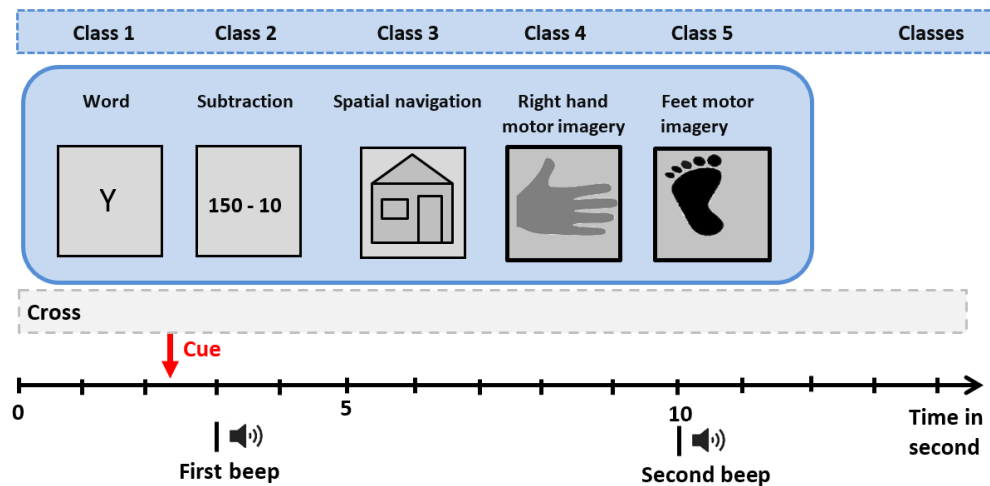 Class 1 Class 2 Class 3 Class 4 Class 5 Classes
Word Subtraction Spatial navigation Right hand motor imagery Feet motor imagery
Y
150 - 10
Cross
Cue
0 5 10 Time in second
First beep Second beep